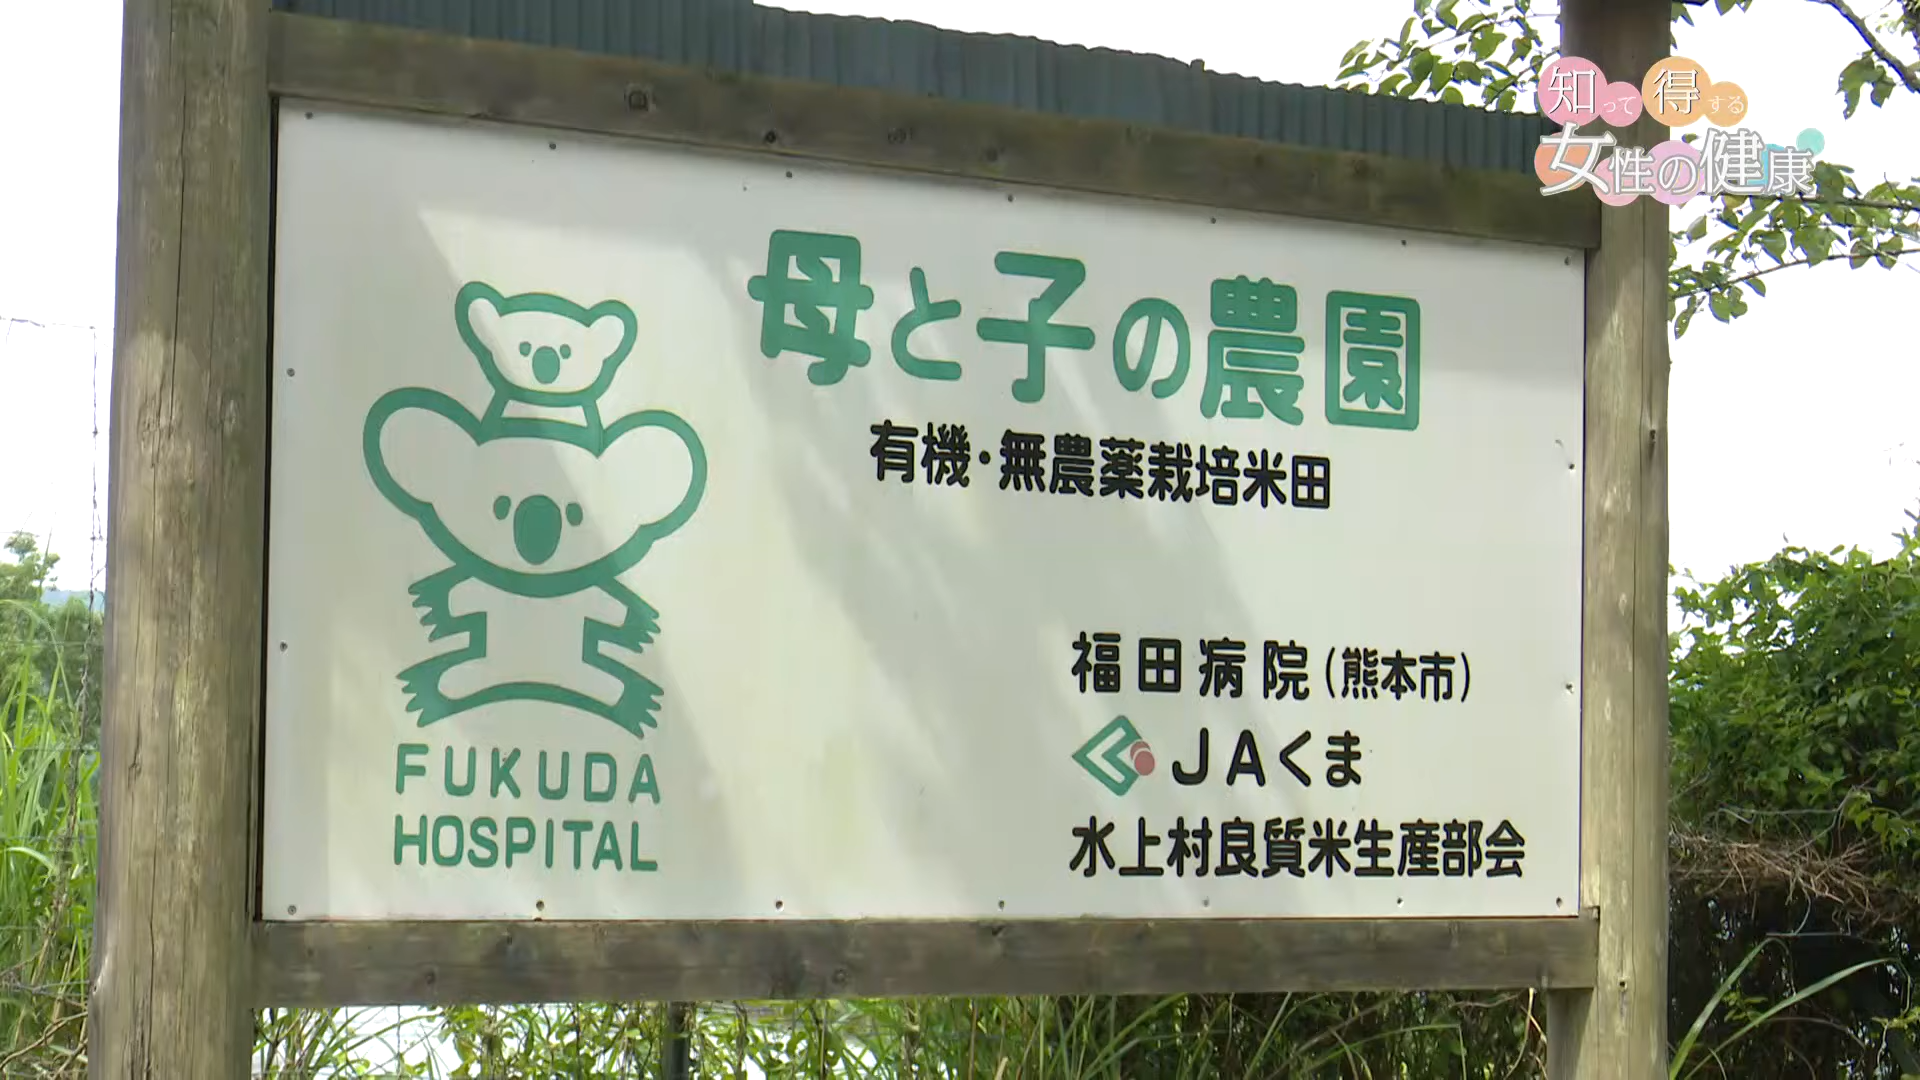 知って得する
女性の健康
母と子の農園
有機・無農薬栽培米田
福田病院(熊本市)
JAくま
水上村良質米生産部会
FUKUDA
HOSPITAL